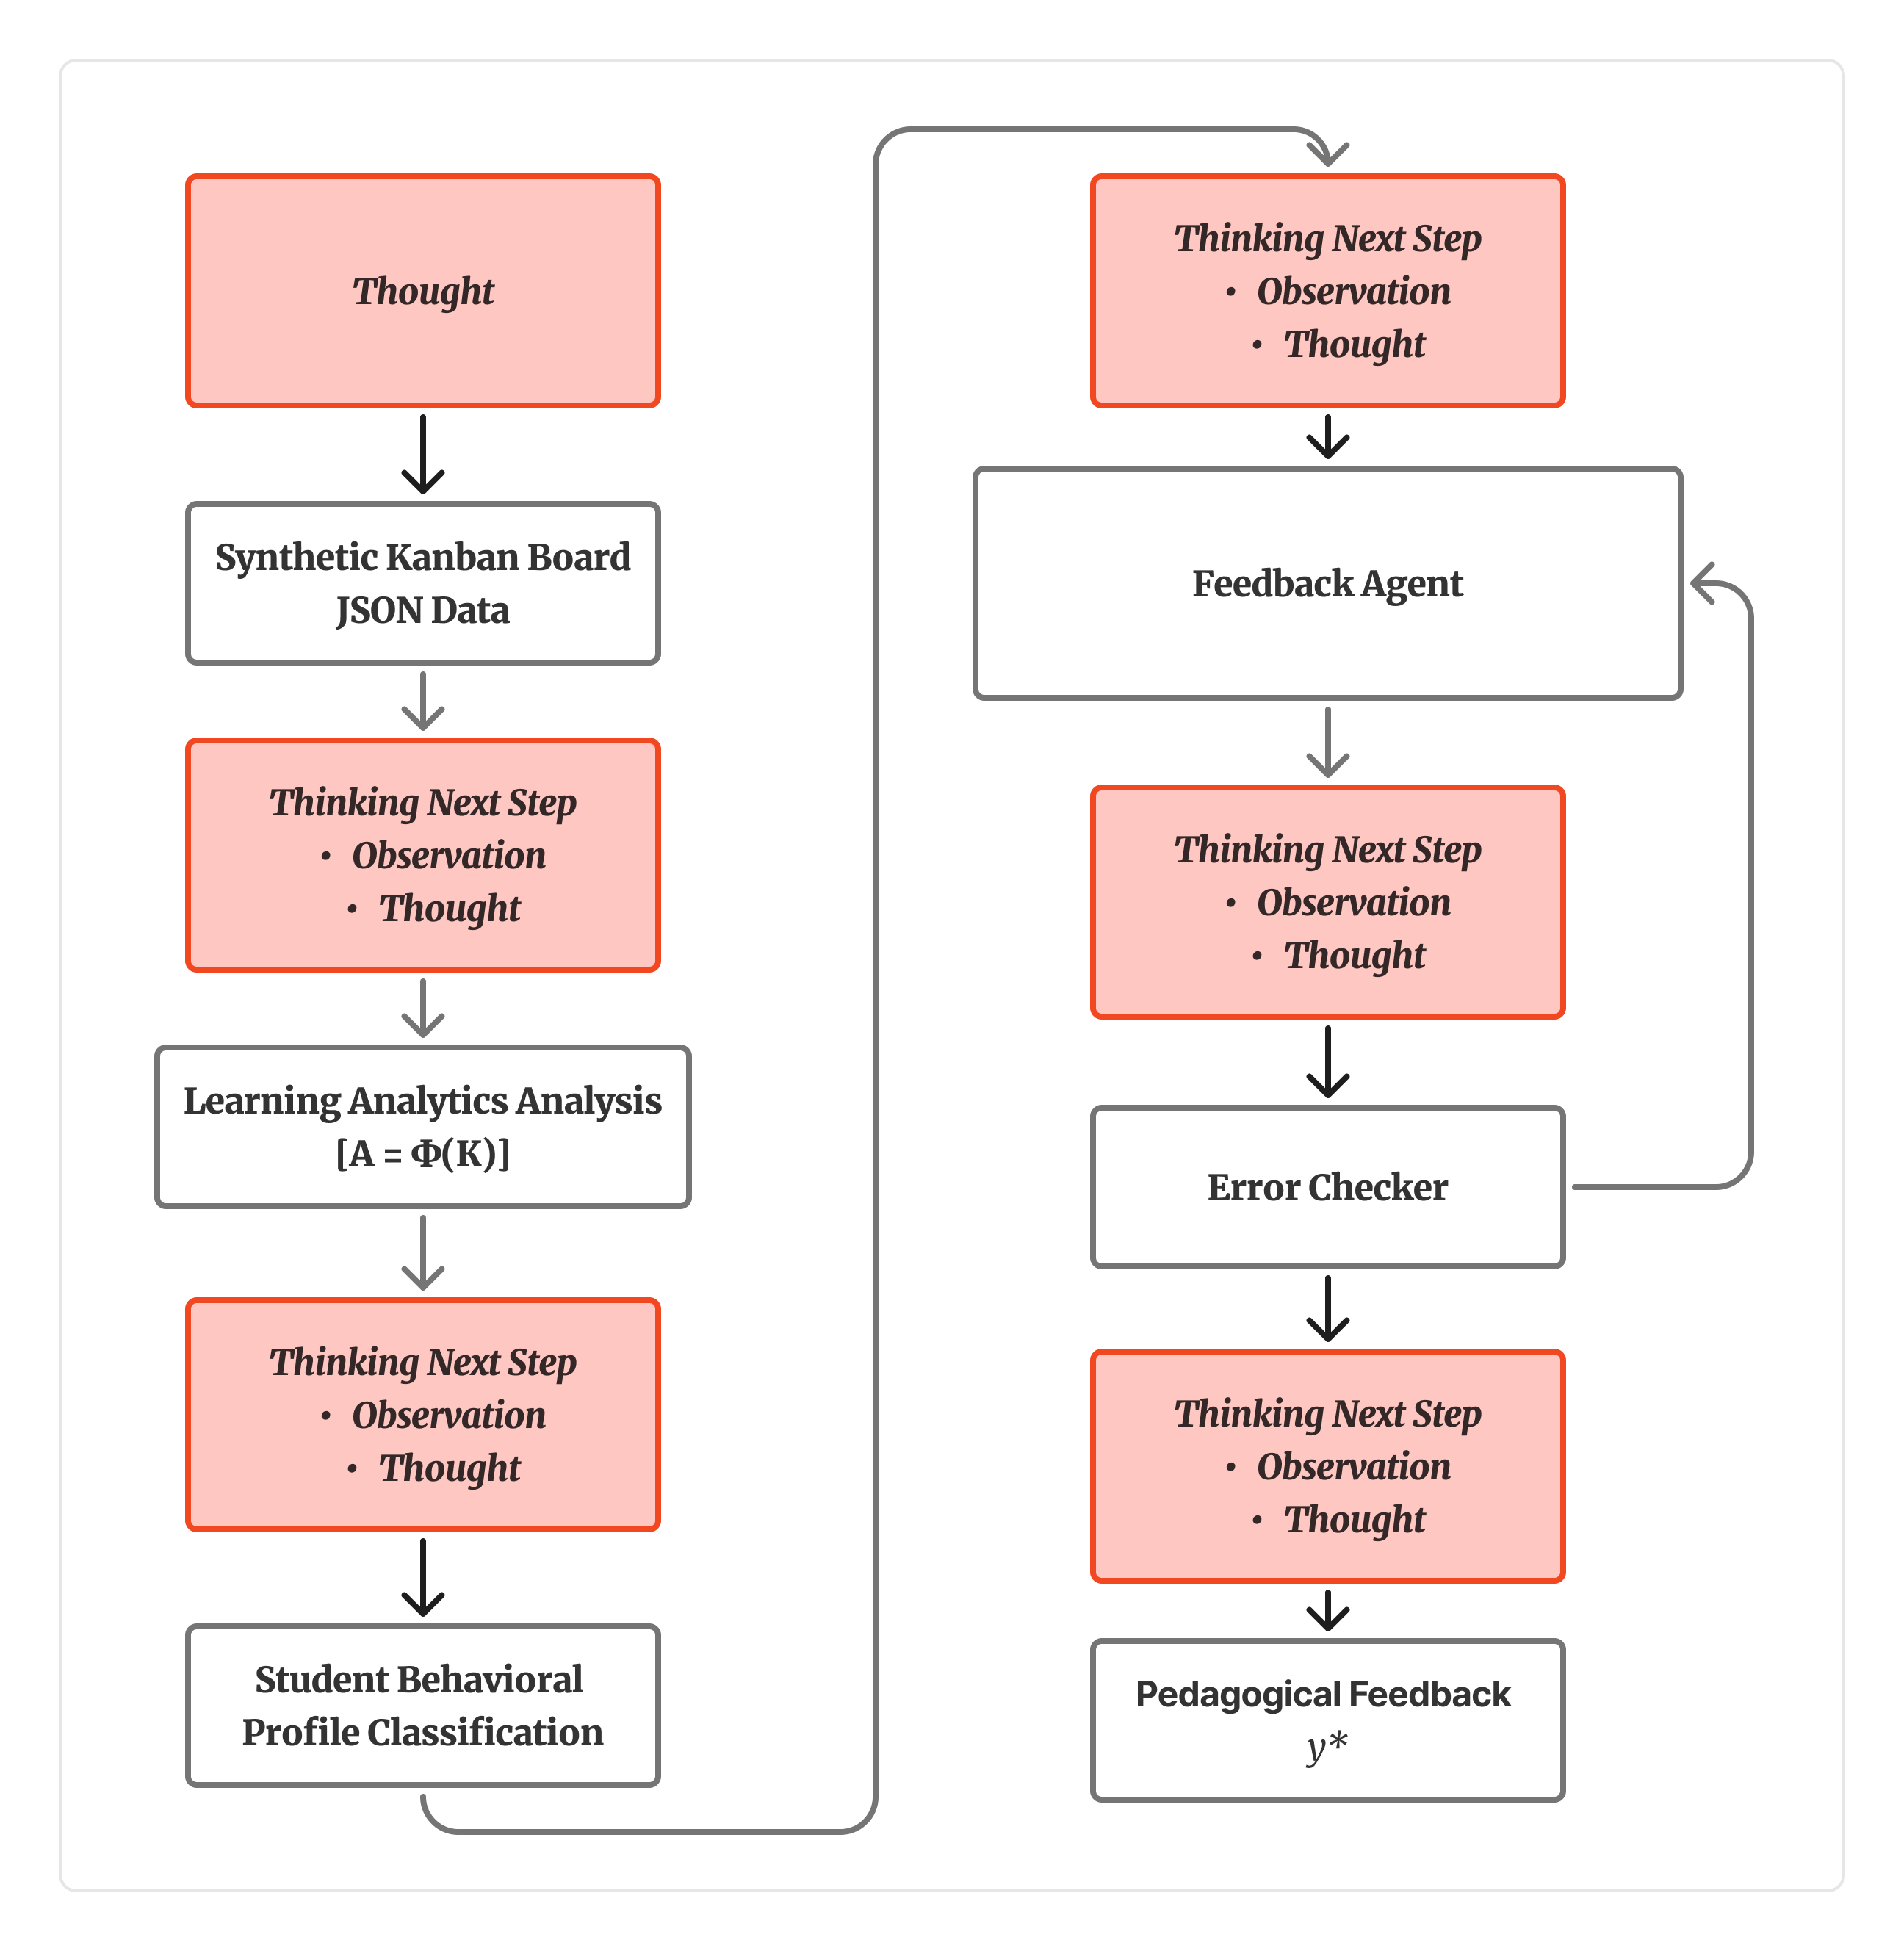 Thought
Synthetic Kanban Board
JSON Data
Thinking Next Step
• Observation
• Thought
Learning Analytics Analysis
[A = Φ(K)]
Thinking Next Step
• Observation
• Thought
Student Behavioral
Profile Classification
Thinking Next Step
• Observation
• Thought
Feedback Agent
Thinking Next Step
• Observation
• Thought
Error Checker
Thinking Next Step
• Observation
• Thought
Pedagogical Feedback
y*